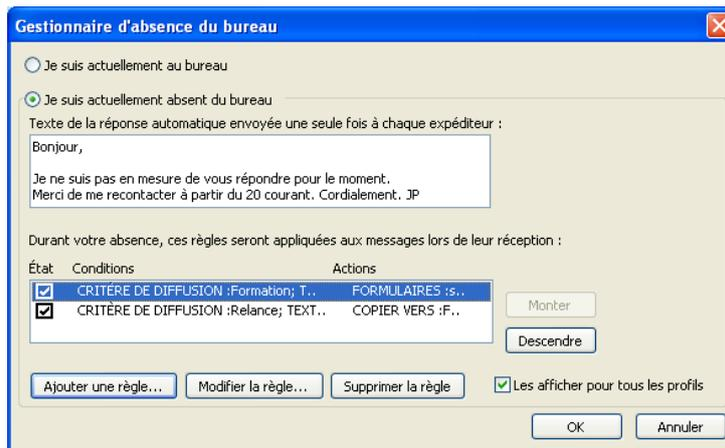 Gestionnaire d'absence du bureau
Je suis actuellement au bureau
Je suis actuellement absent du bureau
Texte de la réponse automatique envoyée une seule fois à chaque expéditeur :
Bonjour,
Je ne suis pas en mesure de vous répondre pour le moment.
Merci de me recontacter à partir du 20 courant. Cordialement. JP
Durant votre absence, ces règles seront appliquées aux messages lors de leur réception :
État Conditions Actions
CRITÉRE DE DIFFUSION :Formation; T.. FORMULAIRES :s..
CRITÈRE DE DIFFUSION :Relance; TEXT.. COPIER VERS :F..
Monter
Descendre
Ajouter une règle... Modifier la règle... Supprimer la règle Les afficher pour tous les profils
OK Annuler